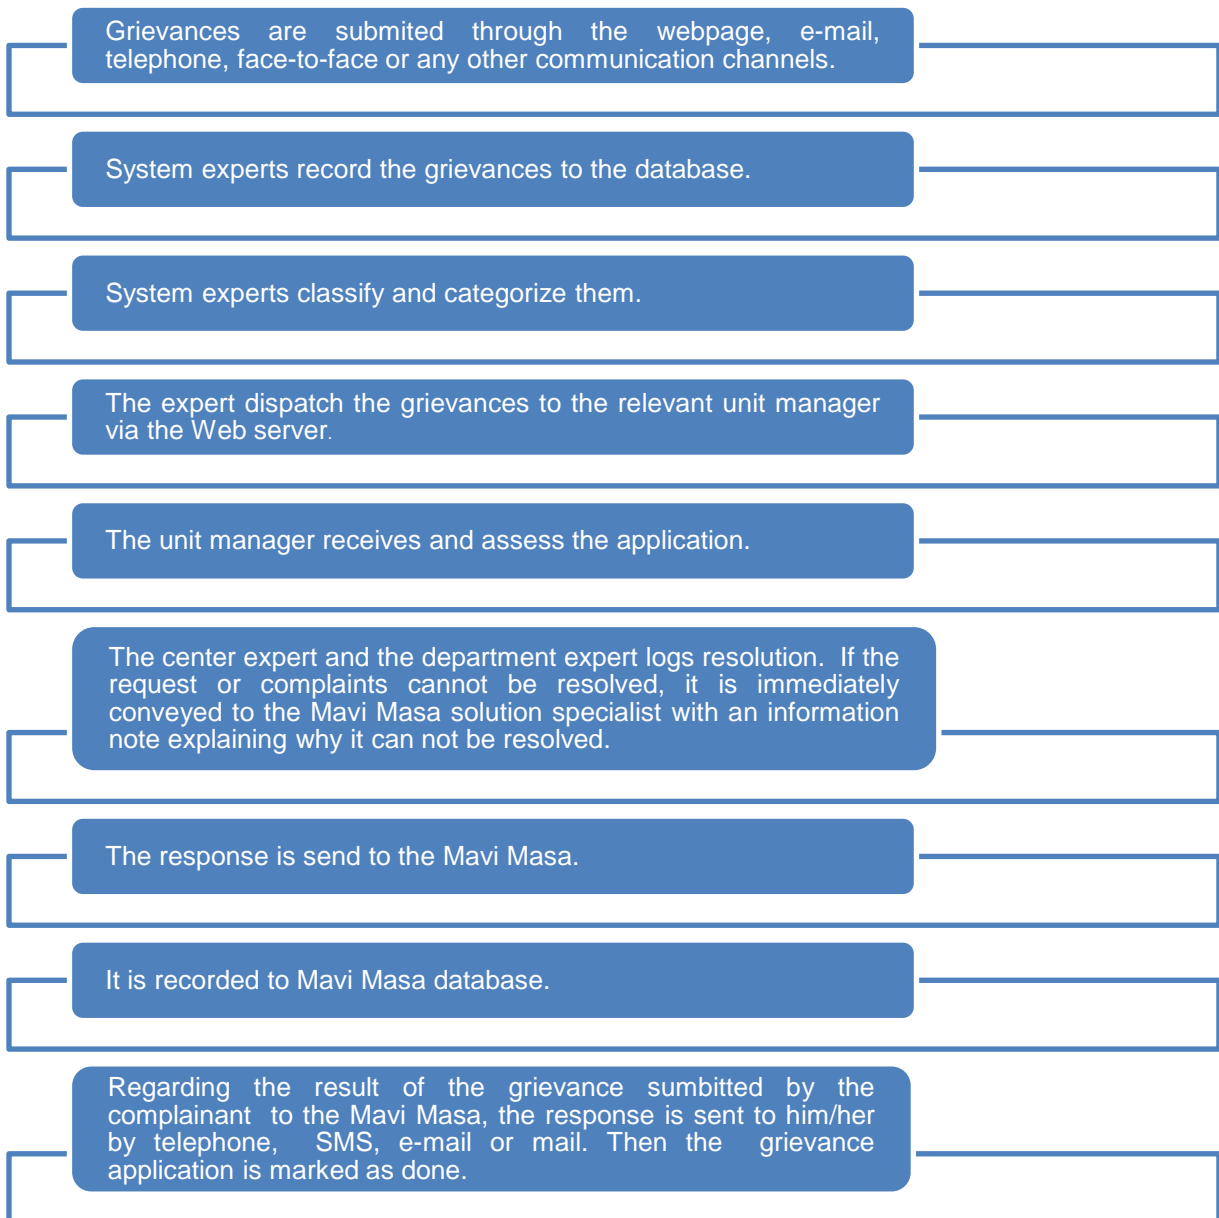 Grievances are submited through the webpage, e-mail,
telephone, face-to-face or any other communication channels.
System experts record the grievances to the database.
System experts classify and categorize them.
The expert dispatch the grievances to the relevant unit manager
via the Web server.
The unit manager receives and assess the application.
The center expert and the department expert logs resolution. If the
request or complaints cannot be resolved, it is immediately
conveyed to the Mavi Masa solution specialist with an information
note explaining why it can not be resolved.
The response is send to the Mavi Masa.
It is recorded to Mavi Masa database.
Regarding the result of the grievance sumbitted by the
complainant to the Mavi Masa, the response is sent to him/her
by telephone, SMS, e-mail or mail. Then the grievance
application is marked as done.